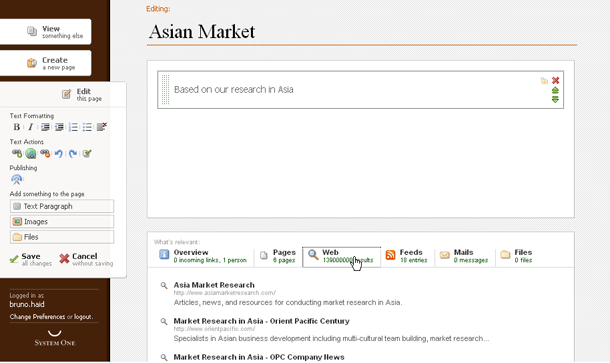 Editing:
Asian Market
View
something else
Create
a new page
Edit
this page
Text Formatting
B I
Text Actions
Publishing
Add something to the page
Text Paragraph
Images
Files
Save
all changes
Cancel
without saving
Logged in as
bruno.haid
Change Preferences or logout.
SYSTEM ONE
Based on our research in Asia
What's relevant:
Overview
0 incoming links, 1 person
Pages
6 pages
Web
Feeds
10 entries
Mails
0 messages
Files
0 files
Asia Market Research
http://www.asiamarketresearch.com/
Articles, news, and resources for conducting market research in Asia.
Market Research in Asia - Orient Pacific Century
http://www.orientpacific.com/
Specialists in Asian business development including multi-cultural team building, market research...
Market Research in Asia - OPC Company News